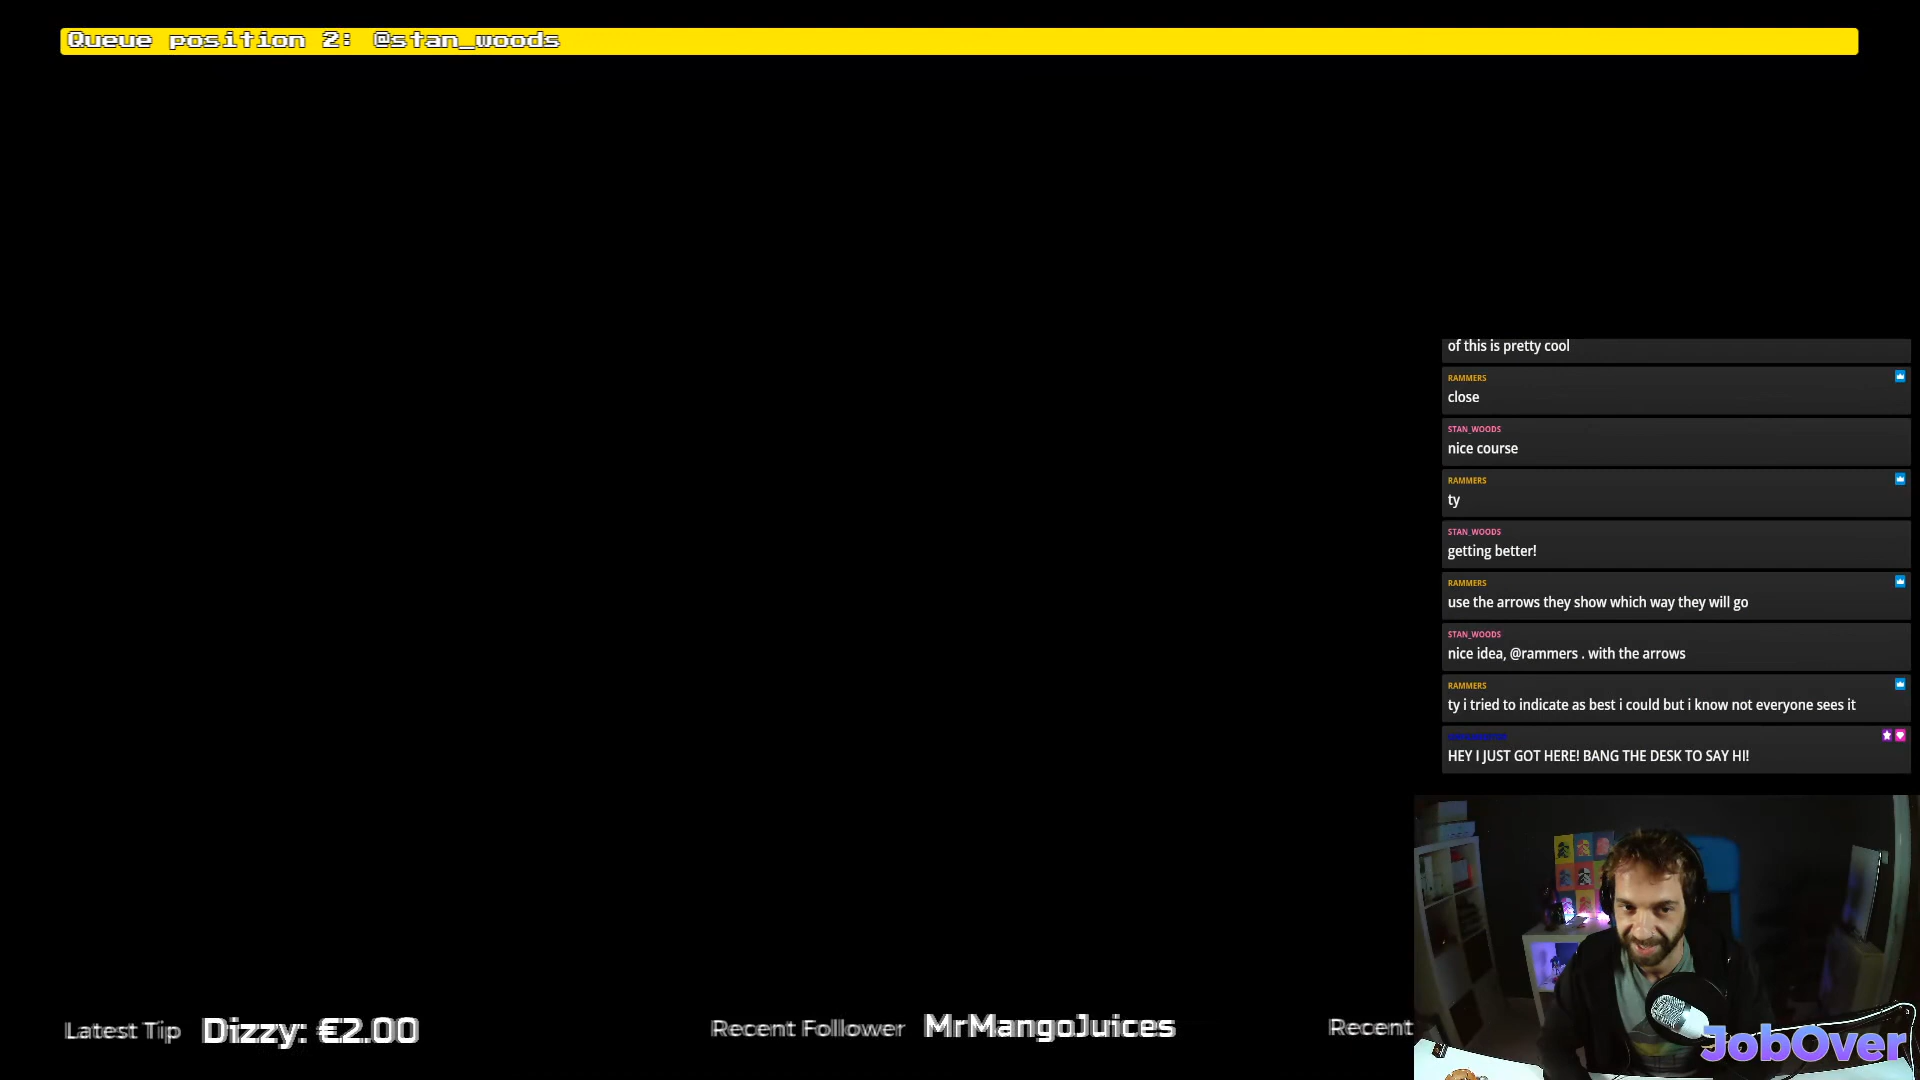 Queue position 2: @stan_woods
of this is pretty cool
RAMMERS
close
STAN_WOODS
nice course
RAMMERS
ty
STAN_WOODS
getting better!
RAMMERS
use the arrows they show which way they will go
STAN_WOODS
nice idea, @rammers . with the arrows
RAMMERS
ty i tried to indicate as best i could but i know not everyone sees it
HEY I JUST GOT HERE! BANG THE DESK TO SAY HI!
Latest Tip Dizzy: €2.00
Recent Follower MrMangoJuices
Recent
JobOver